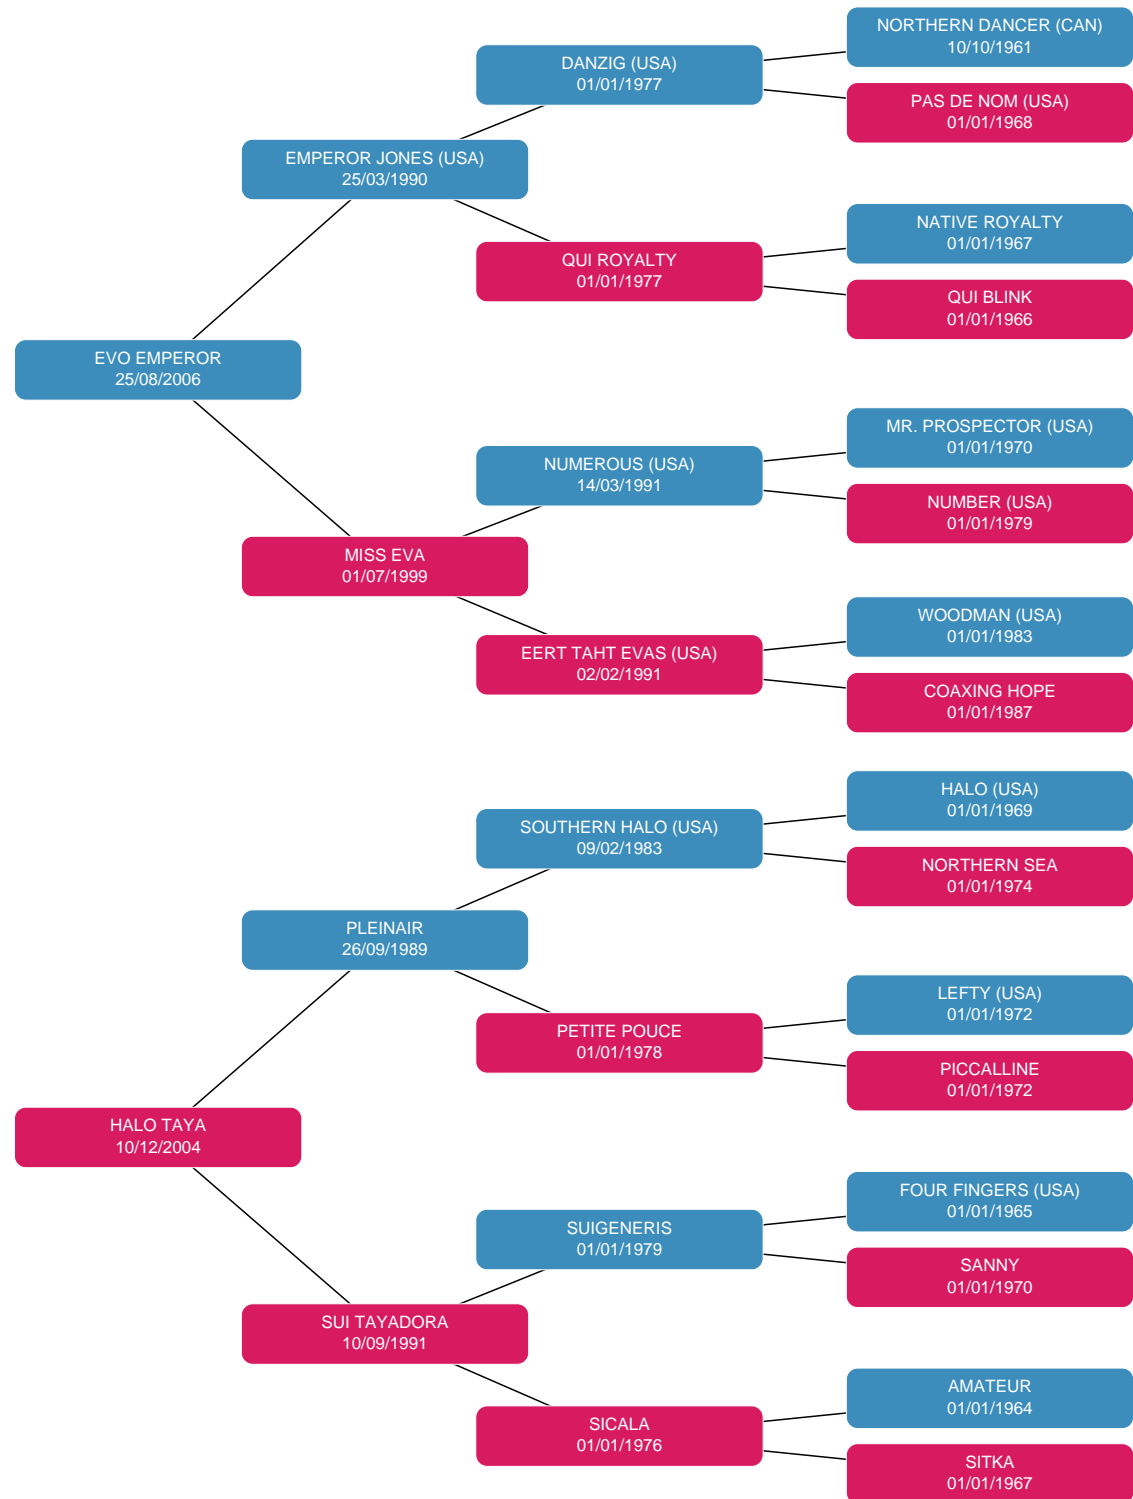 NORTHERN DANCER (CAN)
10/10/1961
DANZIG (USA)
01/01/1977
PAS DE NOM (USA)
01/01/1968
EMPEROR JONES (USA)
25/03/1990
NATIVE ROYALTY
01/01/1967
QUI ROYALTY
01/01/1977
QUI BLINK
01/01/1966
EVO EMPEROR
25/08/2006
MR. PROSPECTOR (USA)
01/01/1970
NUMEROUS (USA)
14/03/1991
NUMBER (USA)
01/01/1979
MISS EVA
01/07/1999
WOODMAN (USA)
01/01/1983
EERT TAHT EVAS (USA)
02/02/1991
COAXING HOPE
01/01/1987
HALO (USA)
01/01/1969
SOUTHERN HALO (USA)
09/02/1983
NORTHERN SEA
01/01/1974
PLEINAIR
26/09/1989
LEFTY (USA)
01/01/1972
PETITE POUCE
01/01/1978
PICCALLINE
01/01/1972
HALO TAYA
10/12/2004
FOUR FINGERS (USA)
01/01/1965
SUIGENERIS
01/01/1979
SANNY
01/01/1970
SUI TAYADORA
10/09/1991
AMATEUR
01/01/1964
SICALA
01/01/1976
SITKA
01/01/1967